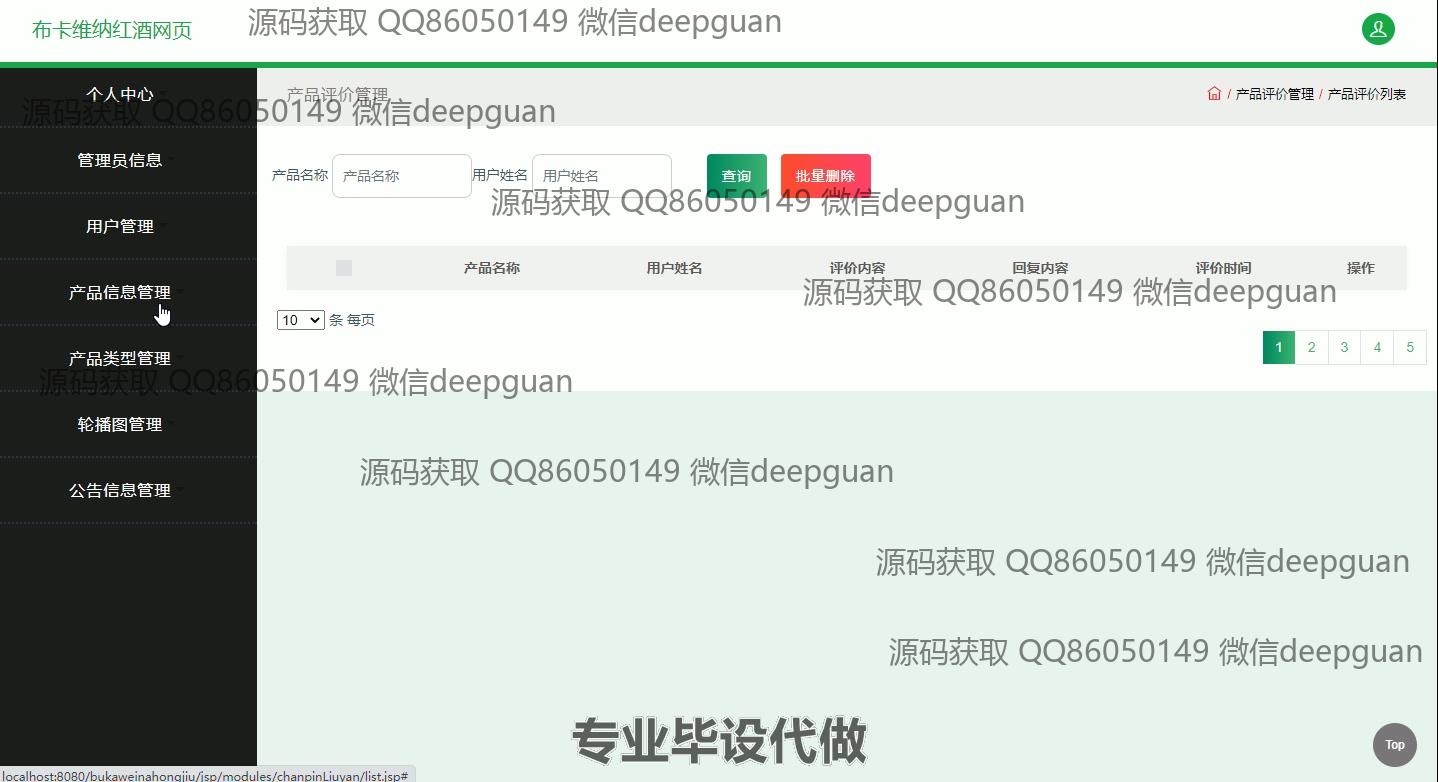 布卡维纳红酒网页
源码获取 QQ86050149 微信deepguan
个人中心
产品评价管理
/ 产品评价管理 / 产品评价列表
源码获取 QQ86050149 微信deepguan
管理员信息
产品名称 产品名称 用户姓名 用户姓名 查询 批量删除
源码获取 QQ86050149 微信deepguan
用户管理
产品名称 用户姓名 评价内容 回复内容 评价时间 操作
产品信息管理
源码获取 QQ86050149 微信deepguan
10 条 每页
1 2 3 4 5
产品类型管理
源码获取 QQ86050149 微信deepguan
轮播图管理
源码获取 QQ86050149 微信deepguan
公告信息管理
源码获取 QQ86050149 微信deepguan
源码获取 QQ86050149 微信deepguan
专业毕设代做
Top
localhost:8080/bukaweinahongjiu/jsp/modules/chanpinLiuyan/list.jsp#